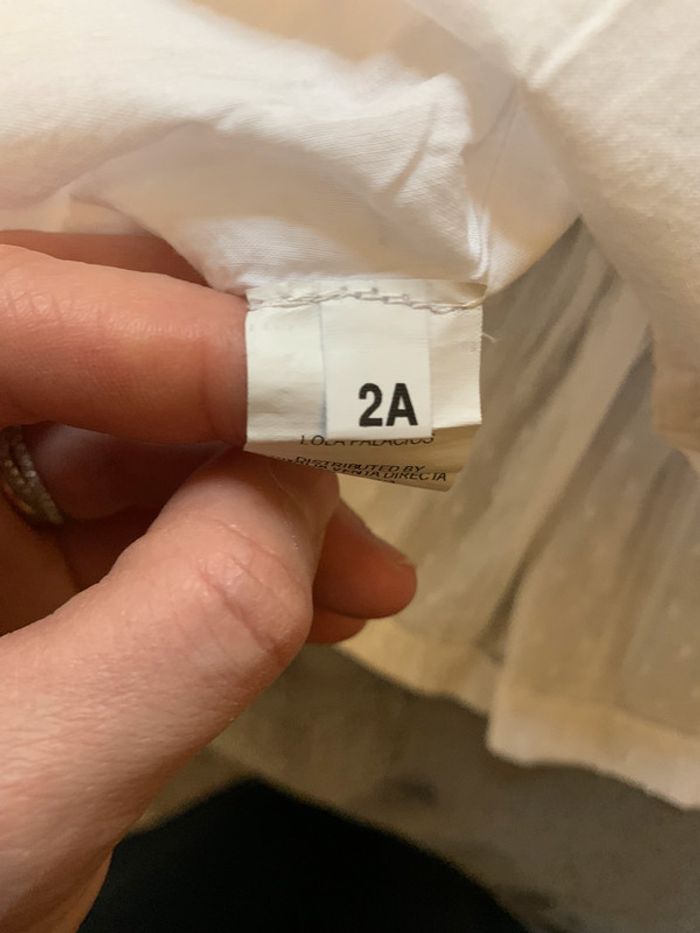 2A
LOLA PALACIOS
DISTRIBUTED BY
VENTA DIRECTA